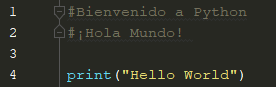 1 #Bienvenido a Python
2 #¡Hola Mundo!
3
4 print("Hello World")